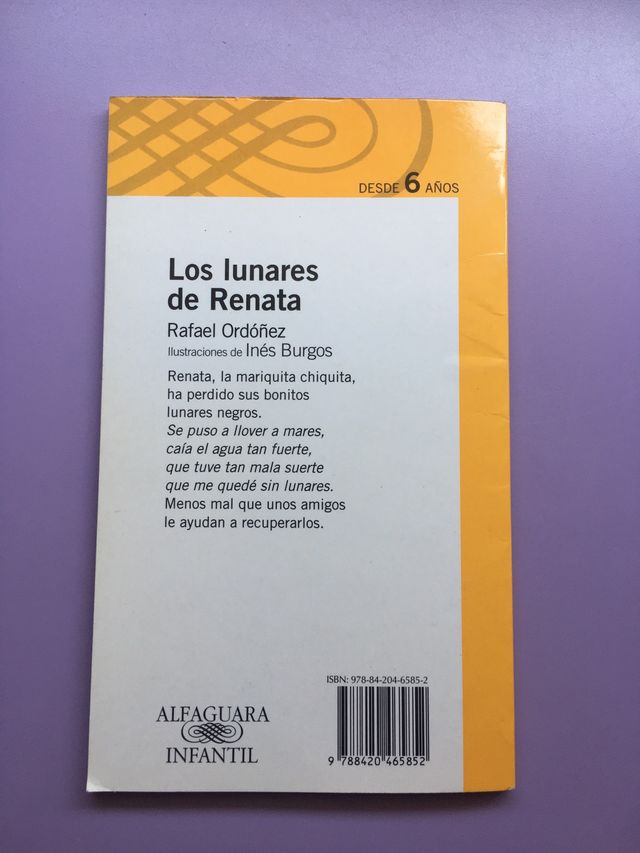 DESDE 6 AÑOS
Los lunares
de Renata
Rafael Ordóñez
Ilustraciones de Inés Burgos
Renata, la mariquita chiquita,
ha perdido sus bonitos
lunares negros.
Se puso a llover a mares,
caía el agua tan fuerte,
que tuve tan mala suerte
que me quedé sin lunares.
Menos mal que unos amigos
le ayudan a recuperarlos.
ISBN: 978-84-204-6585-2
ALFAGUARA
INFANTIL
9 788420 465852